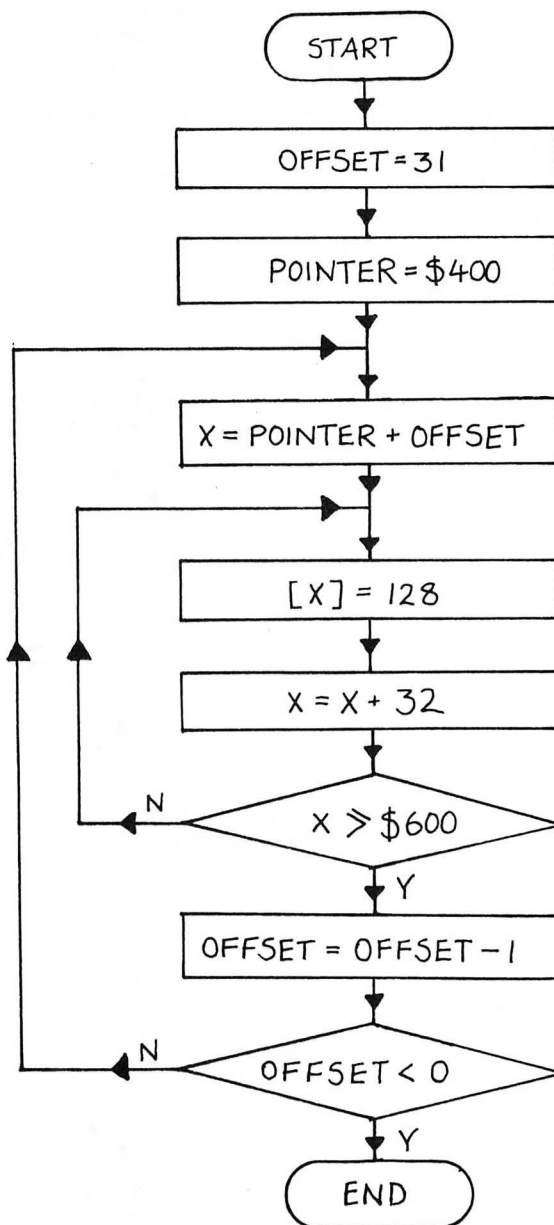 START
OFFSET = 31
POINTER = $400
X = POINTER + OFFSET
[X] = 128
X = X + 32
N
X ⩾ $600
Y
OFFSET = OFFSET - 1
N
OFFSET < 0
Y
END